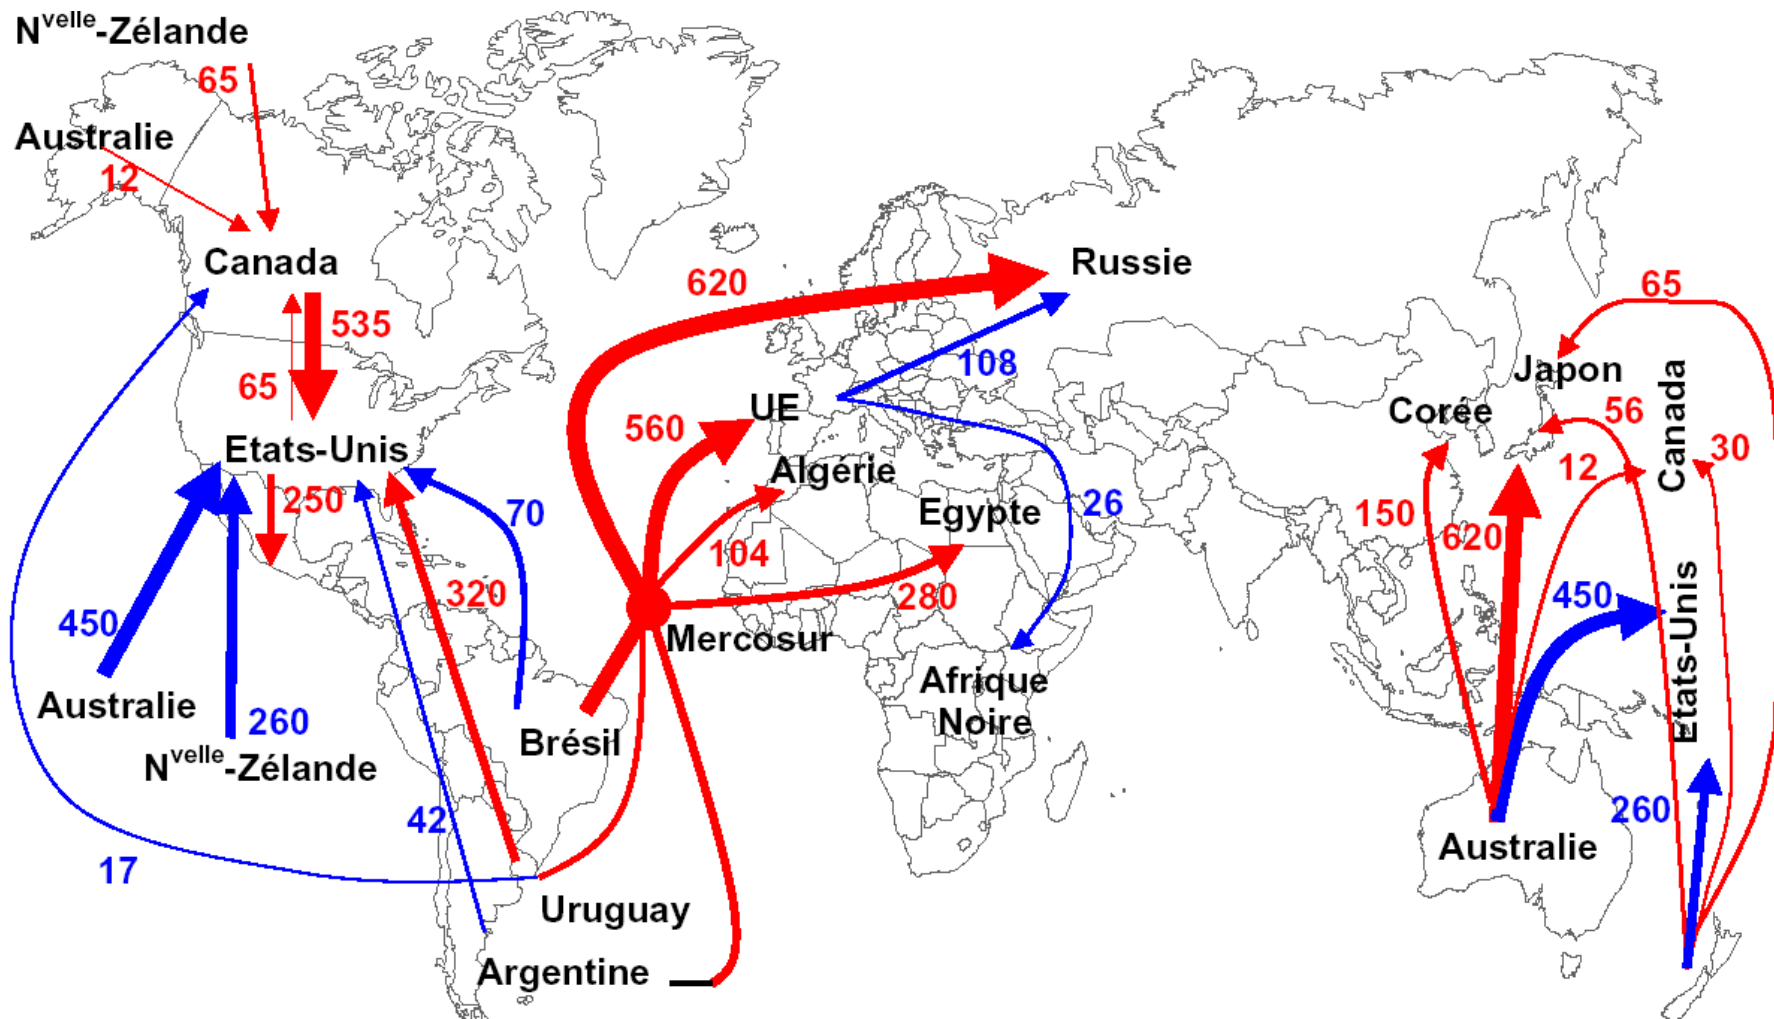 Nvelle-Zélande
65
Australie
12
Canada
535
65
Etats-Unis
250
450
Australie
260
Nvelle-Zélande
17
42
320
70
Brésil
Uruguay
Argentine
Mercosur
620
Russie
108
560
UE
Algérie
104
Egypte
280
26
Afrique
Noire
65
Japon
Corée
56
Canada
30
12
150
620
450
Etats-Unis
260
Australie